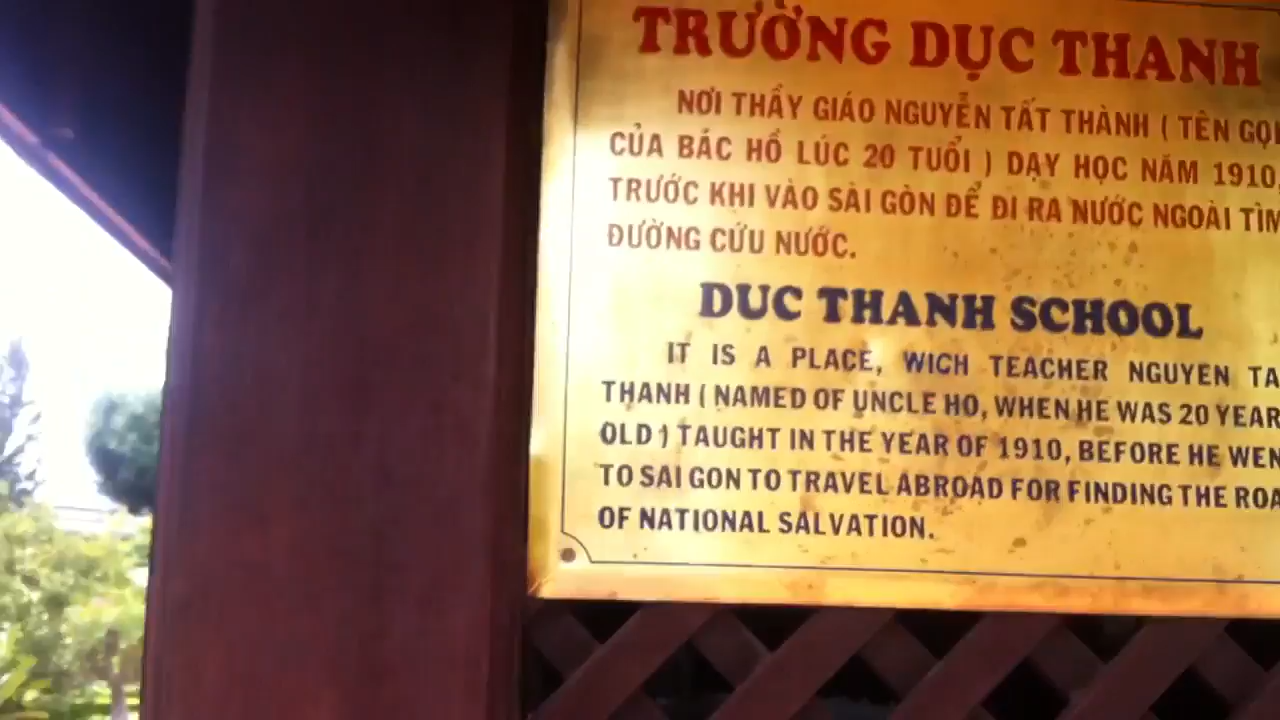 TRƯỜNG DỤC THANH
NƠI THẦY GIÁO NGUYỄN TẤT THÀNH ( TÊN GỌI
CỦA BÁC HỒ LÚC 20 TUỔI ) DẠY HỌC NĂM 1910,
TRƯỚC KHI VÀO SÀI GÒN ĐỂ ĐI RA NƯỚC NGOÀI TÌM
ĐƯỜNG CỨU NƯỚC.
DUC THANH SCHOOL
IT IS A PLACE, WICH TEACHER NGUYEN TA
THANH ( NAMED OF UNCLE HO, WHEN HE WAS 20 YEAR
OLD ) TAUGHT IN THE YEAR OF 1910, BEFORE HE WEN
TO SAI GON TO TRAVEL ABROAD FOR FINDING THE ROA
OF NATIONAL SALVATION.